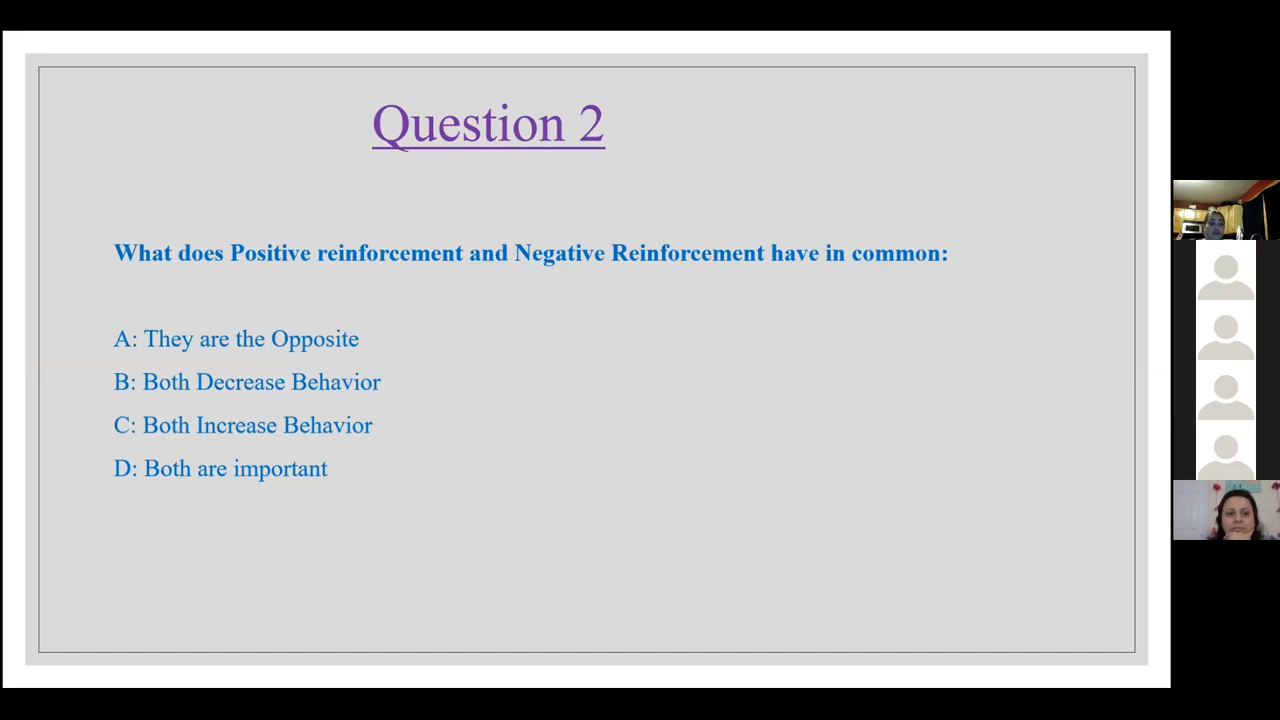 Question 2
What does Positive reinforcement and Negative Reinforcement have in common:
A: They are the Opposite
B: Both Decrease Behavior
C: Both Increase Behavior
D: Both are important